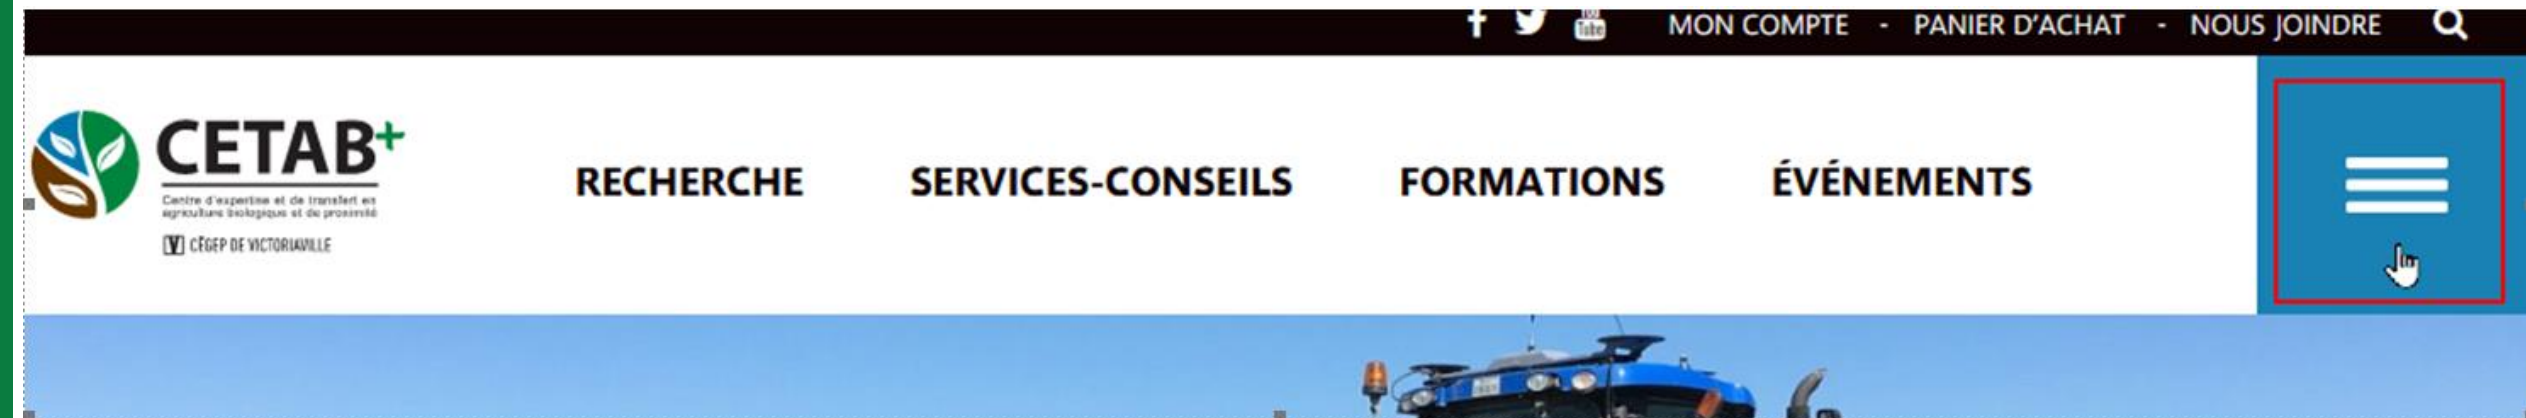 MON COMPTE - PANIER D'ACHAT - NOUS JOINDRE
CETAB+
Centre d'expertise et de transfert en
agriculture biologique et de proximité
CÉGEP DE VICTORIAVILLE
RECHERCHE SERVICES-CONSEILS FORMATIONS ÉVÉNEMENTS